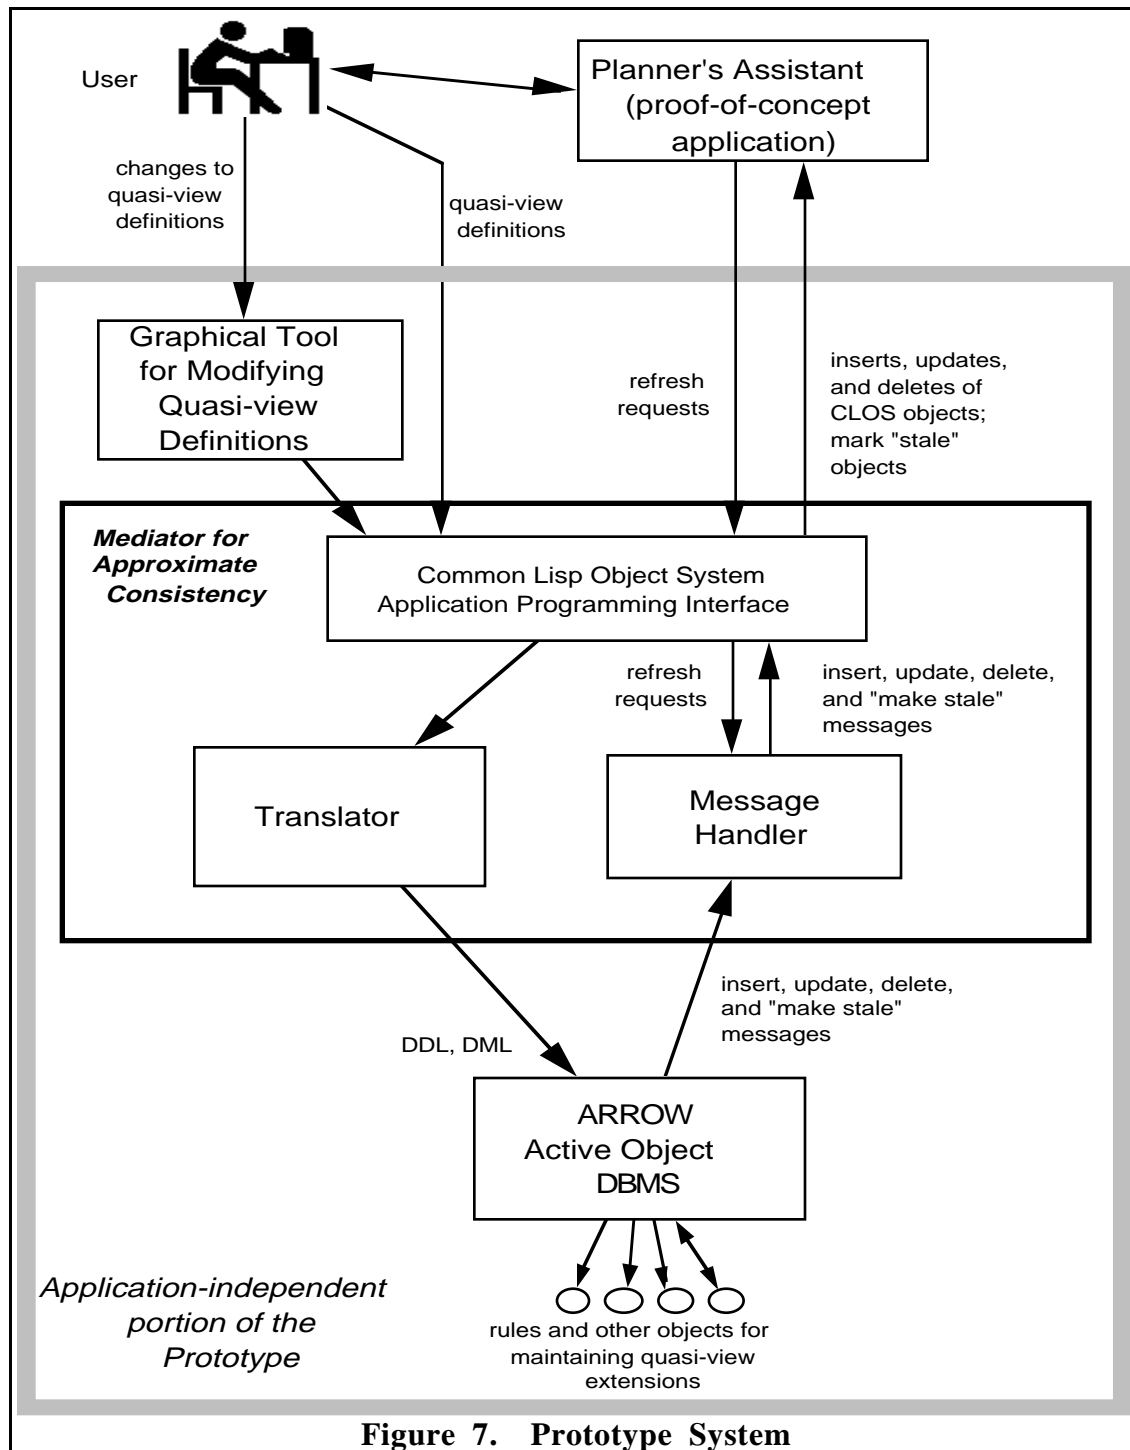 User
Planner's Assistant
(proof-of-concept
application)
changes to
quasi-view
definitions
quasi-view
definitions
Graphical Tool
for Modifying
Quasi-view
Definitions
refresh
requests
inserts, updates,
and deletes of
CLOS objects;
mark "stale"
objects
Mediator for
Approximate
Consistency
Common Lisp Object System
Application Programming Interface
refresh
requests
insert, update, delete,
and "make stale"
messages
Translator
Message
Handler
insert, update, delete,
and "make stale"
messages
DDL, DML
ARROW
Active Object
DBMS
Application-independent
portion of the
Prototype
rules and other objects for
maintaining quasi-view
extensions
Figure 7. Prototype System